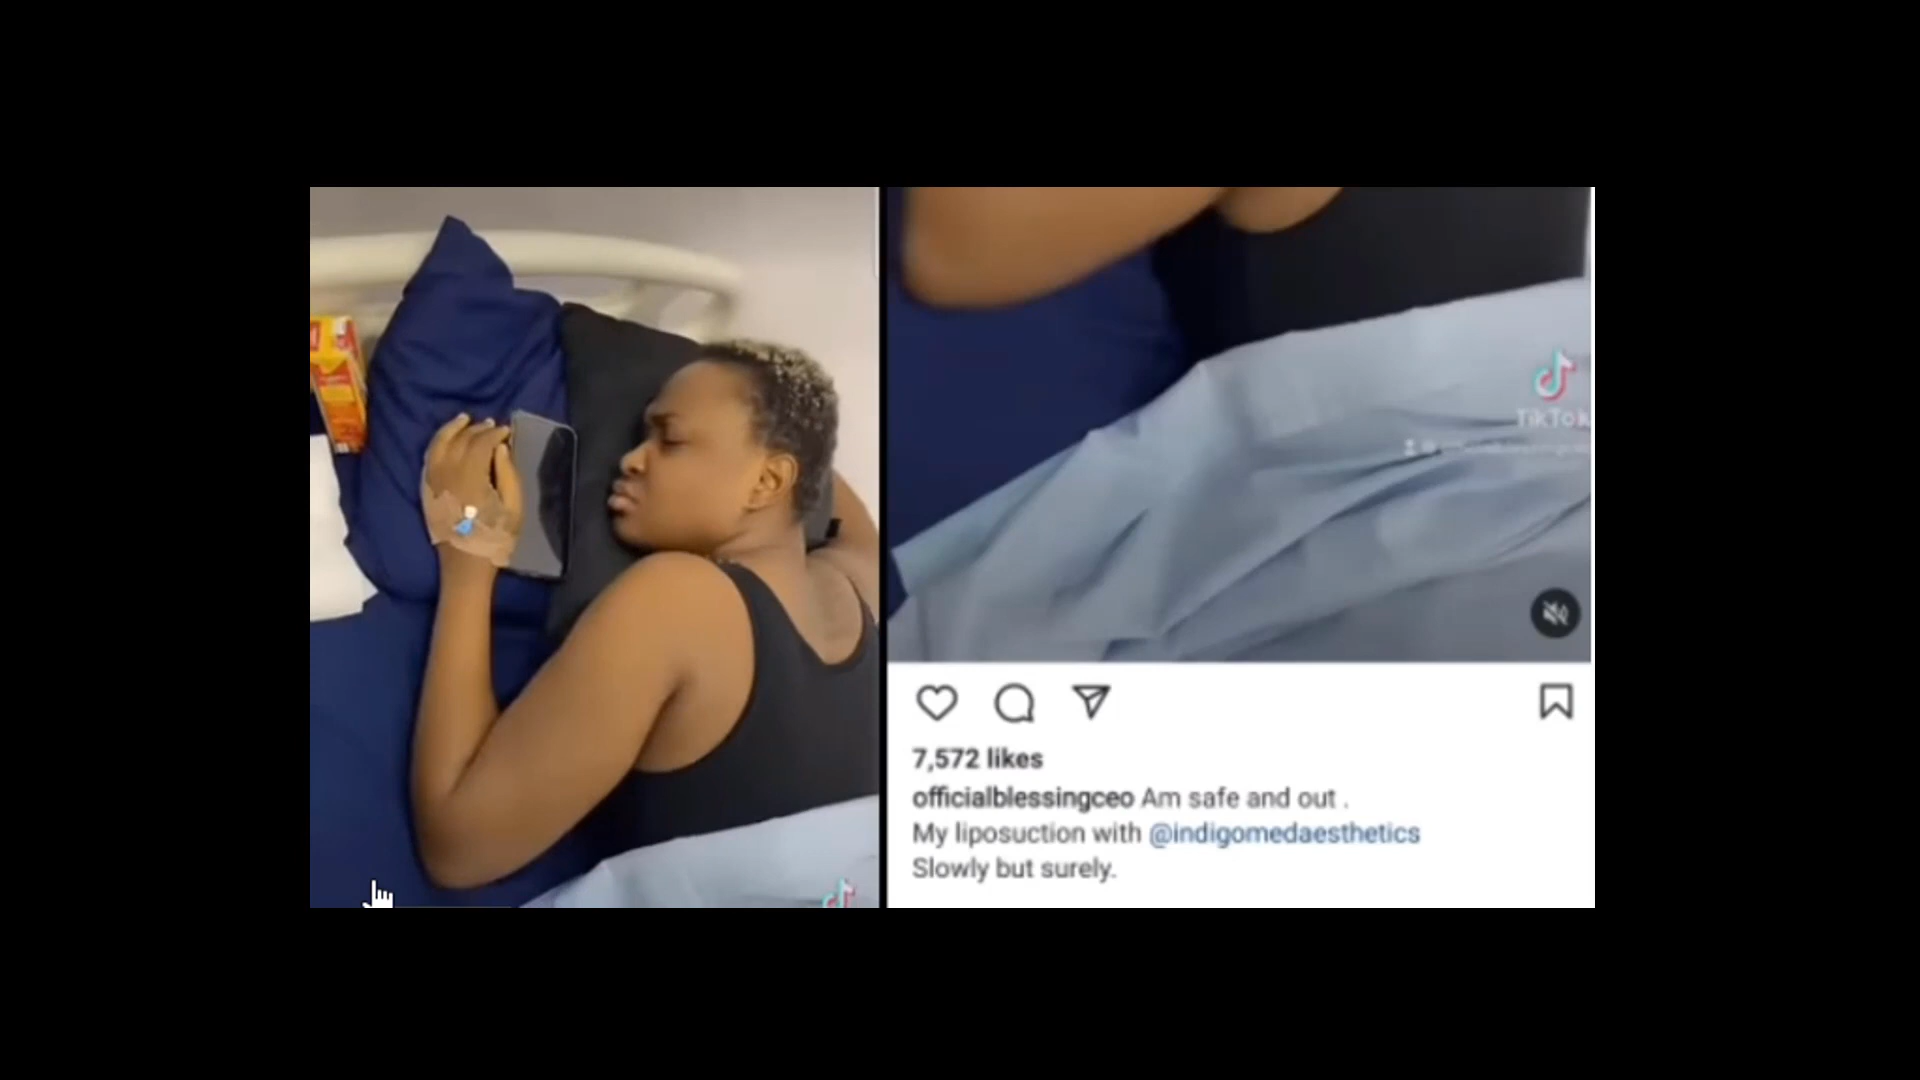 TikTok
7,572 likes
officialblessingceo Am safe and out .
My liposuction with @indigomedaesthetics
Slowly but surely.